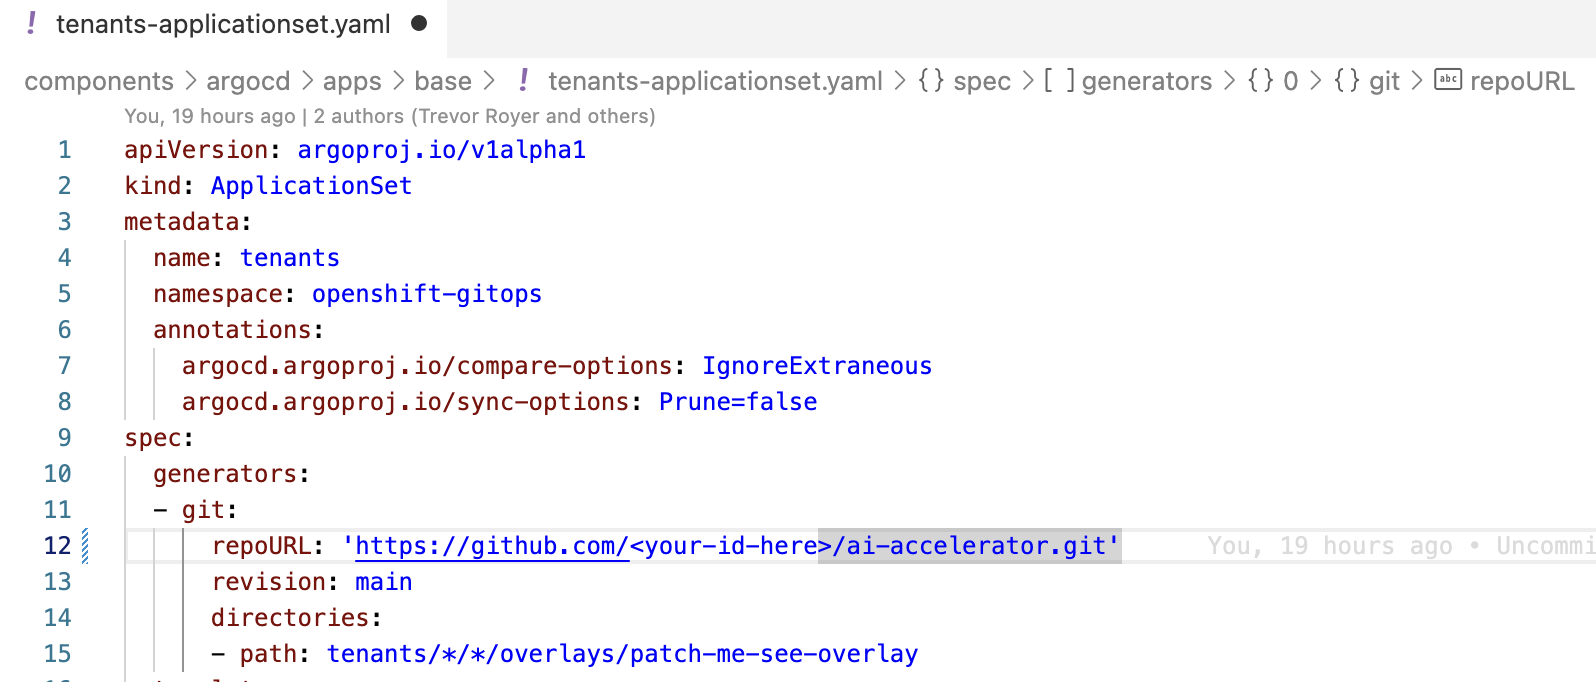 ! tenants-applicationset.yaml ●
components > argocd > apps > base > ! tenants-applicationset.yaml > {} spec > [ ] generators > {} 0 > {} git > abc repoURL
You, 19 hours ago | 2 authors (Trevor Royer and others)
1 apiVersion: argoproj.io/v1alpha1
2 kind: ApplicationSet
3 metadata:
4   name: tenants
5   namespace: openshift-gitops
6   annotations:
7     argocd.argoproj.io/compare-options: IgnoreExtraneous
8     argocd.argoproj.io/sync-options: Prune=false
9 spec:
10   generators:
11   - git:
12       repoURL: 'https://github.com/<your-id-here>/ai-accelerator.git' You, 19 hours ago • Uncommi
13       revision: main
14       directories:
15       - path: tenants/*/*/overlays/patch-me-see-overlay